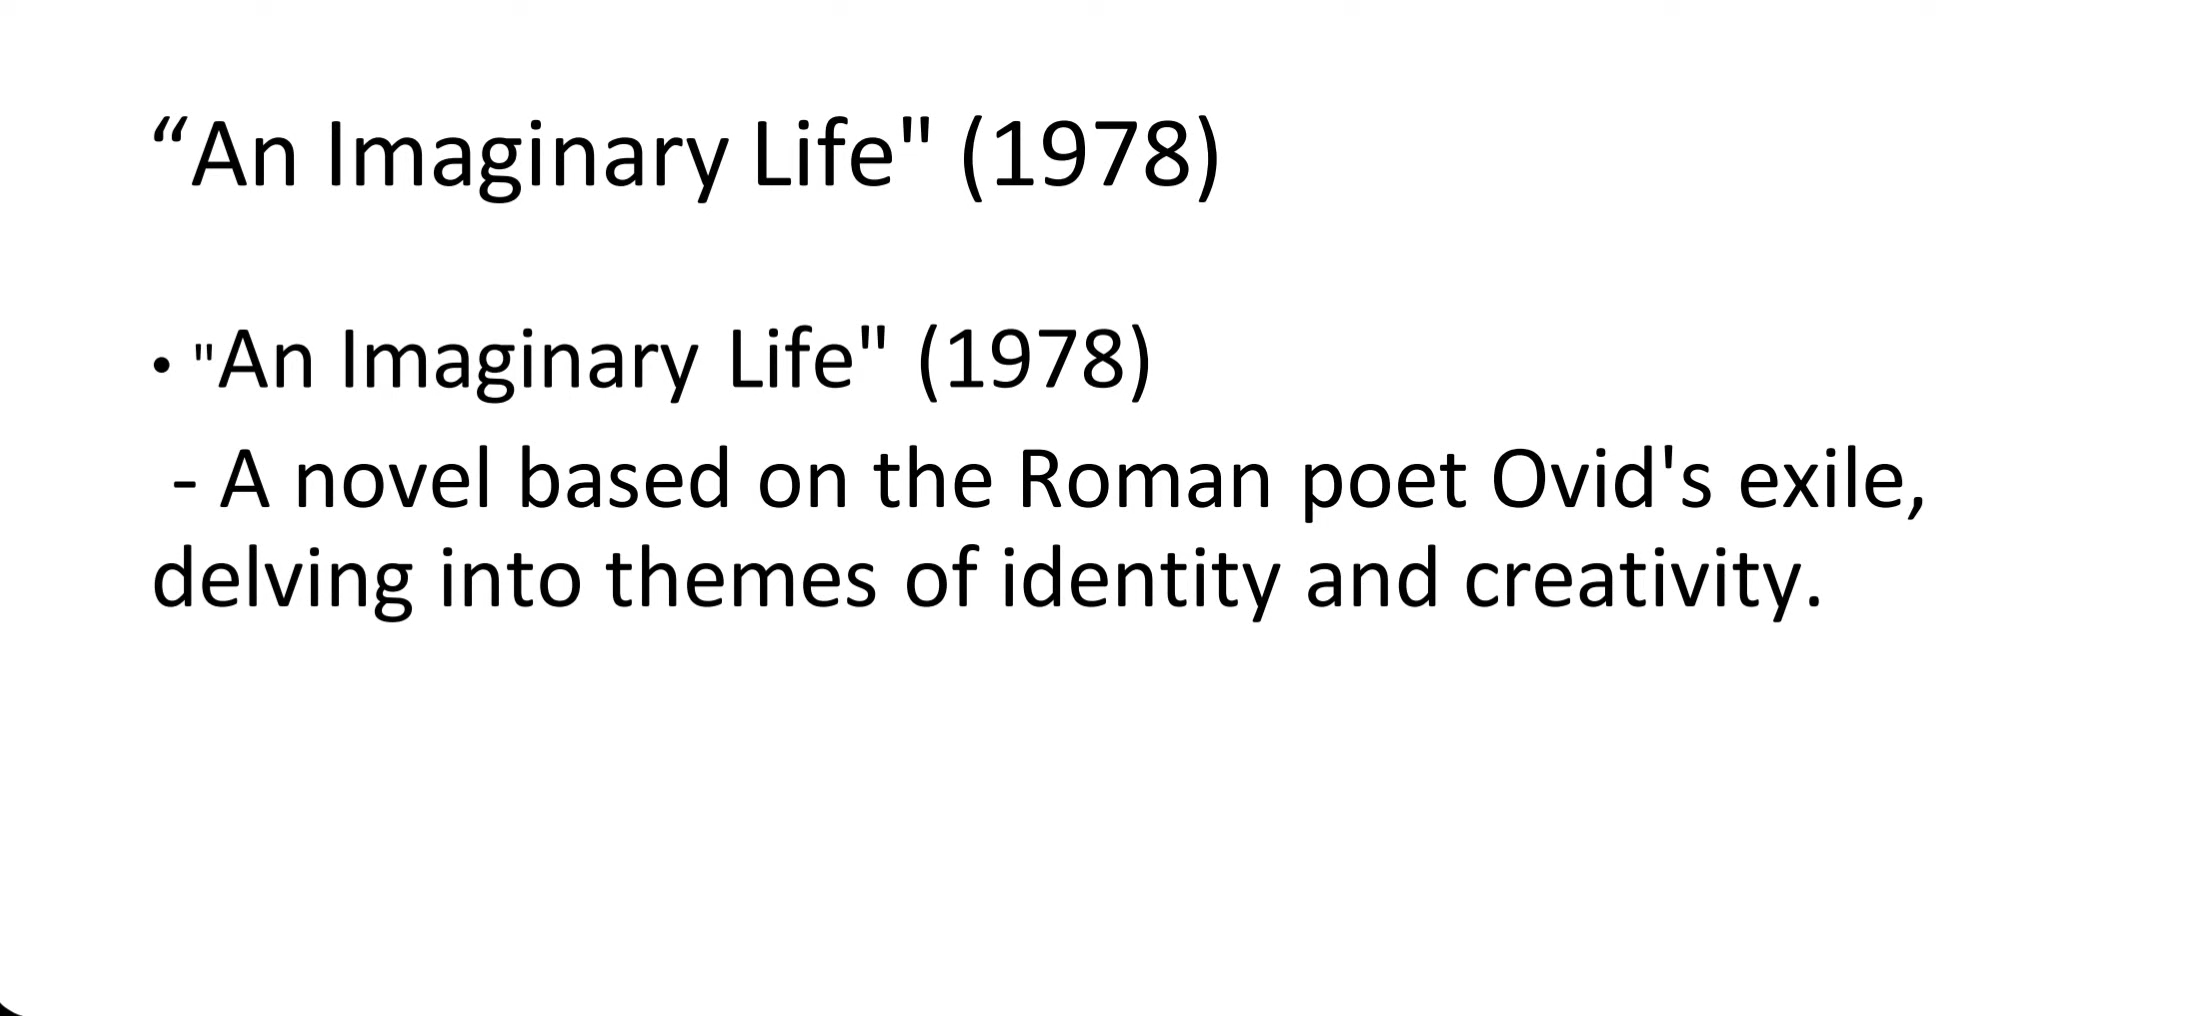 “An Imaginary Life" (1978)
• "An Imaginary Life" (1978)
- A novel based on the Roman poet Ovid's exile,
delving into themes of identity and creativity.